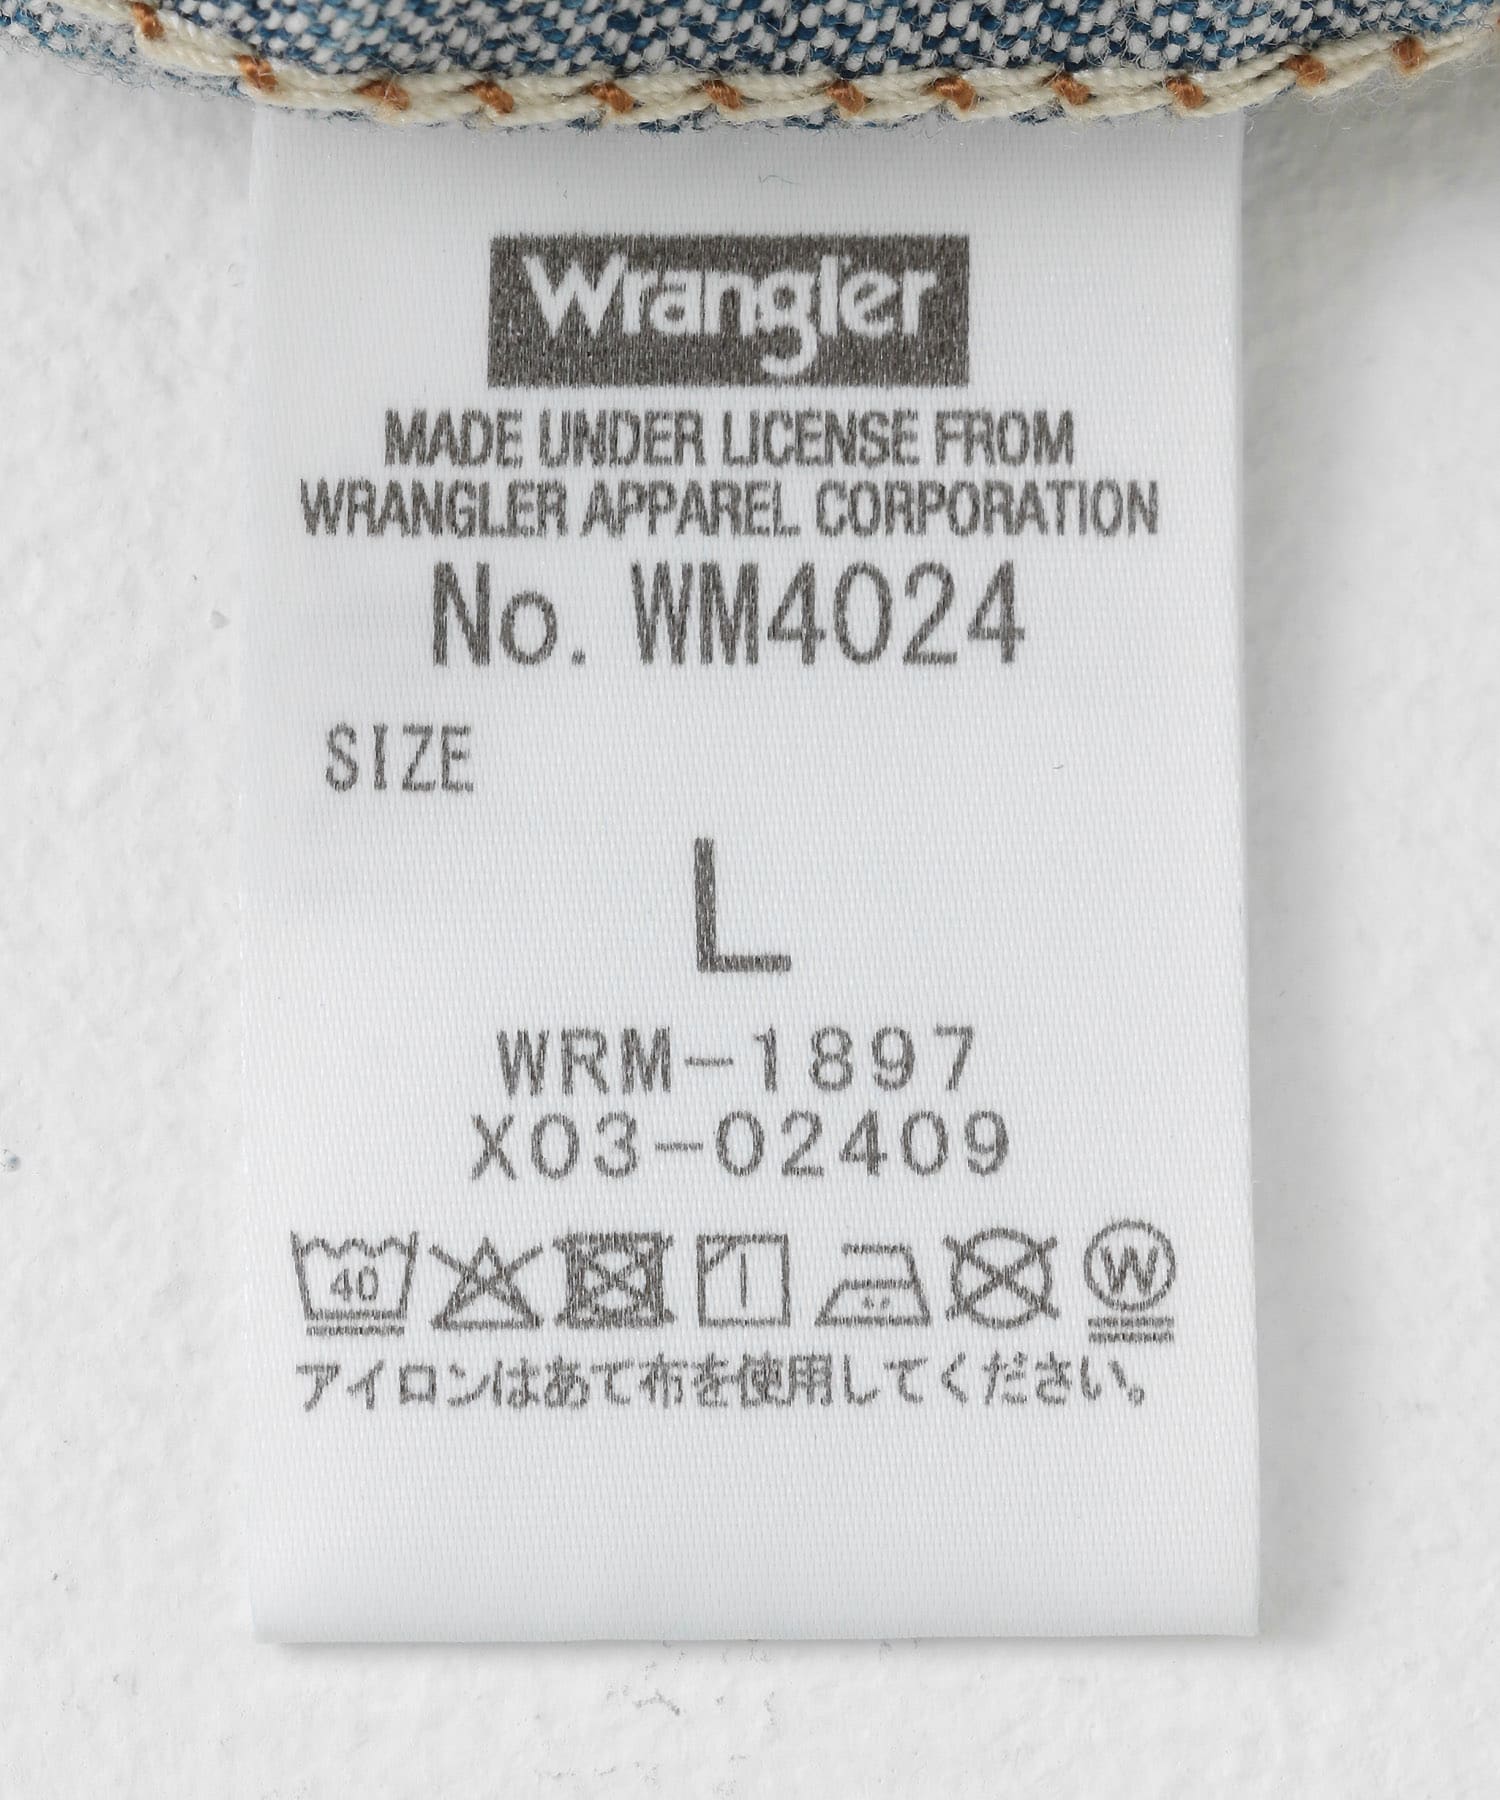 Wrangler
MADE UNDER LICENSE FROM
WRANGLER APPAREL CORPORATION
No. WM4024
SIZE
L
WRM-1897
X03-02409
40
W
アイロンはあて布を使用してください。